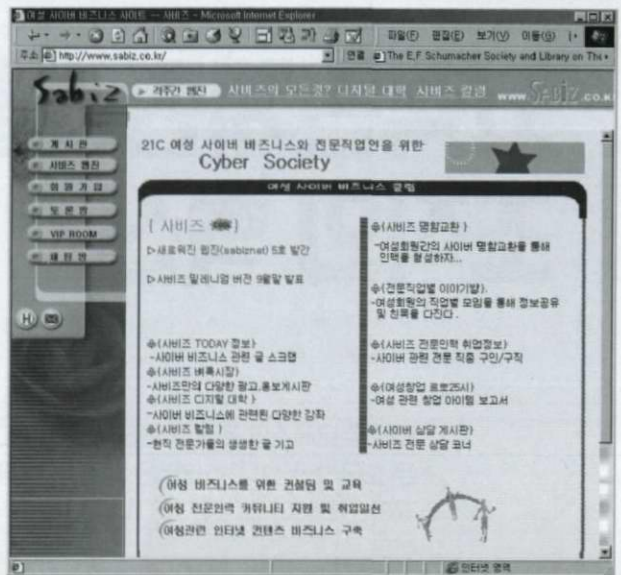 여성 사이버 비즈니스 사이트 -- 사비즈 - Microsoft Internet Explorer
파일(F) 편집(E) 보기(V) 이동(G)
주소 http://www.sabiz.co.kr/
연결 The E.F.Schumacher Society and Library on The
Sabiz
격주간 웹진 사비즈의 모든것? 디지털 대학 사비즈 칼럼 www.Sabiz.co.k
게시판
사비즈 웹진
회원가입
토론방
VIP ROOM
채팅방
H
21C 여성 사이버 비즈니스와 전문직업인을 위한
Cyber Society
여성 사이버 비즈니스 클럽
{ 사비즈 }
▷새로워진 웹진(sabiznet) 5호 발간
▷사비즈 밀레니엄 버전 9월말 발표
(사비즈 TODAY 정보)
-사이버 비즈니스 관련 글 스크랩
(사비즈 벼룩시장)
-사비즈만의 다양한 광고,홍보게시판
(사비즈 디지털 대학 )
-사이버 비즈니스에 관련된 다양한 강좌
(사비즈 칼럼 )
-현직 전문가들의 생생한 글 기고
(사비즈 명함교환 )
-여성회원간의 사이버 명함교환을 통해
인맥을 형성하자...
(전문직업별 이야기방).
-여성회원의 직업별 모임을 통해 정보공유
및 친목을 다진다.
(사비즈 전문인력 취업정보)
-사이버 관련 전문 직종 구인/구직
(여성창업 르포25시)
-여성 관련 창업 아이템 보고서
(사이버 상담 게시판)
-사비즈 전문 상담 코너
여성 비즈니스를 위한 컨설팅 및 교육
여성 전문인력 커뮤니티 지원 및 취업알선
여성관련 인터넷 컨텐츠 비즈니스 구축
인터넷 영역